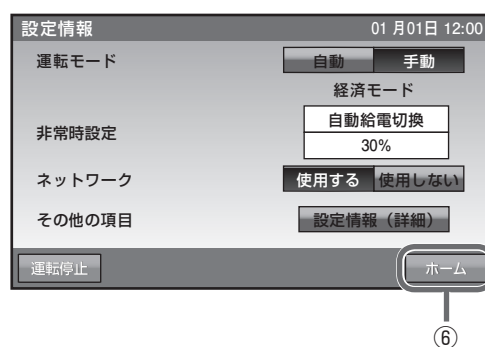 設定情報 01月01日 12:00
運転モード 自動 手動
経済モード
非常時設定 自動給電切換
30%
ネットワーク 使用する 使用しない
その他の項目 設定情報（詳細）
運転停止 ホーム
⑥